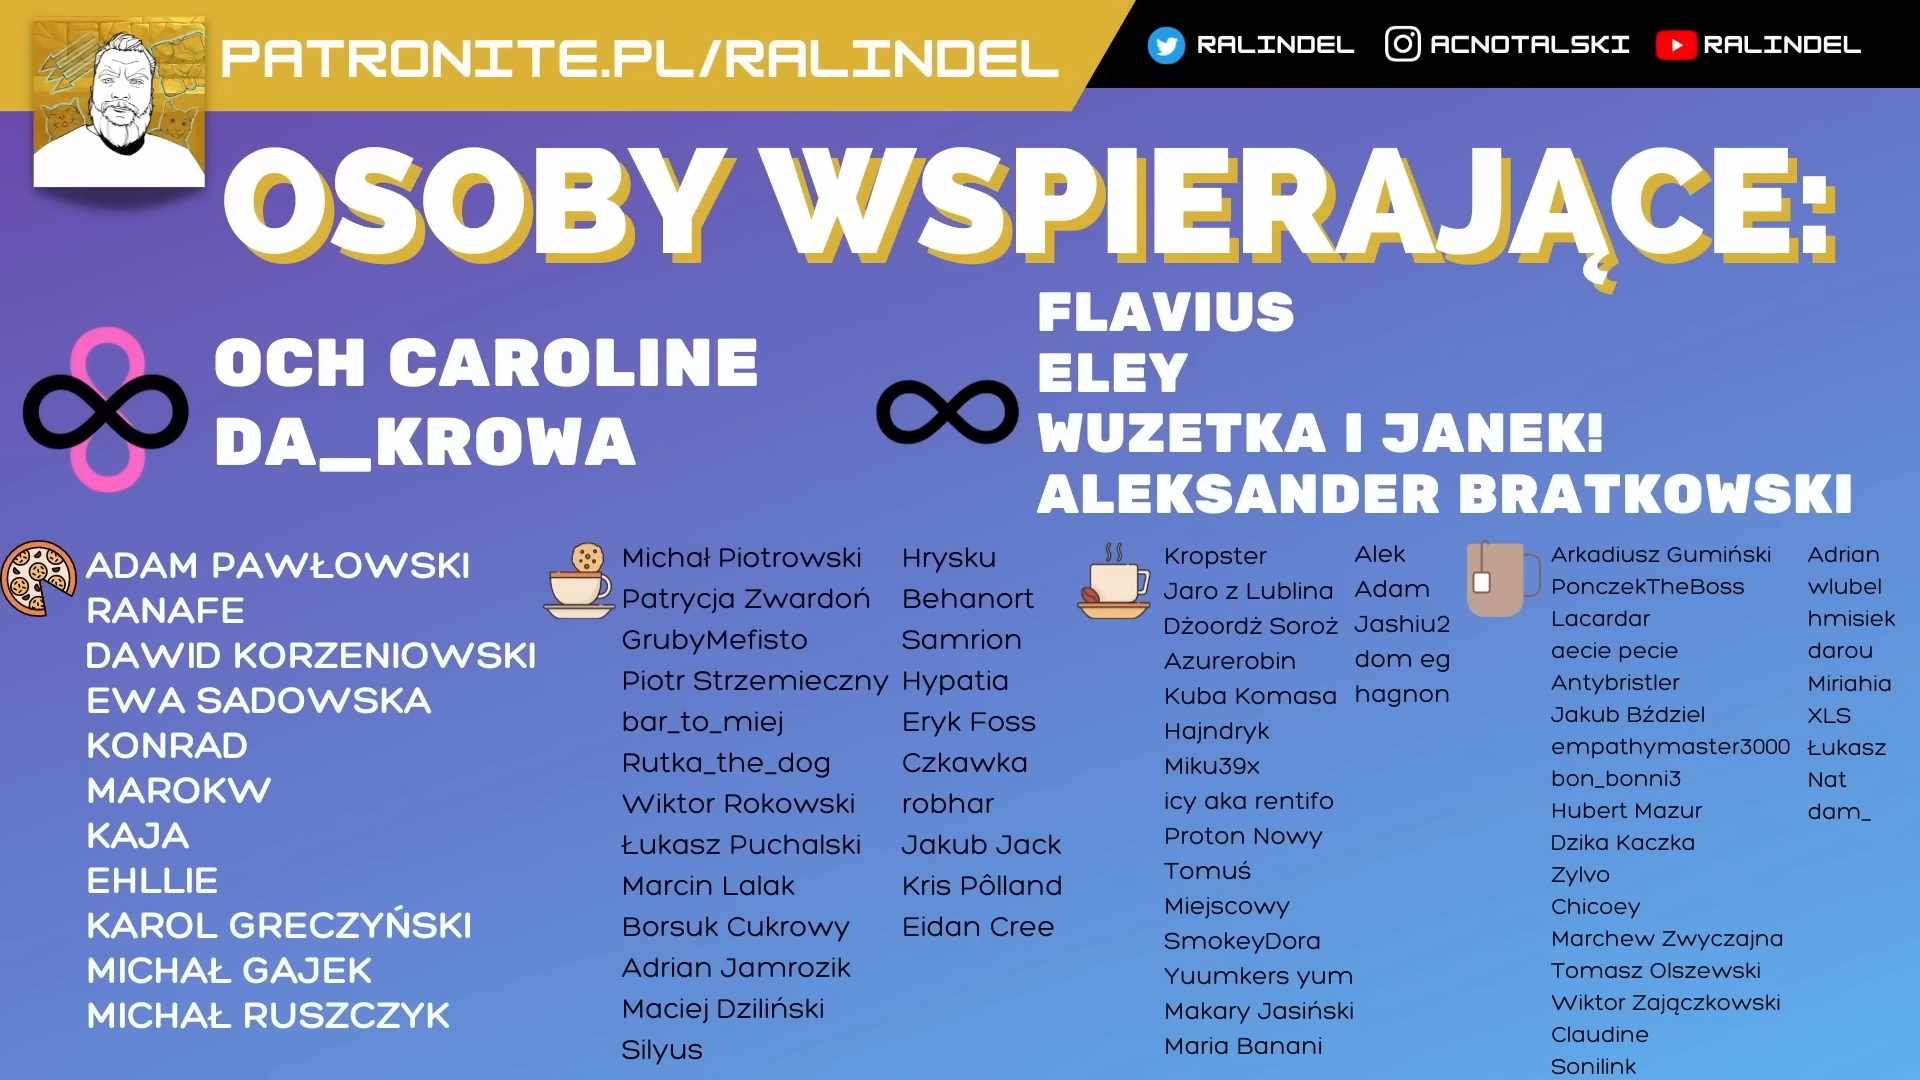 PATRONITE.PL/RALINDEL
RALINDEL
ACNOTALSKI
RALINDEL
OSOBY WSPIERAJĄCE:
OCH CAROLINE
DA_KROWA
FLAVIUS
ELEY
WUZETKA I JANEK!
ALEKSANDER BRATKOWSKI
ADAM PAWŁOWSKI
RANAFE
DAWID KORZENIOWSKI
EWA SADOWSKA
KONRAD
MAROKW
KAJA
EHLLIE
KAROL GRECZYŃSKI
MICHAŁ GAJEK
MICHAŁ RUSZCZYK
Michał Piotrowski
Patrycja Zwardoń
GrubyMefisto
Piotr Strzemieczny
bar_to_miej
Rutka_the_dog
Wiktor Rokowski
Łukasz Puchalski
Marcin Lalak
Borsuk Cukrowy
Adrian Jamrozik
Maciej Dziliński
Silyus
Hrysku
Behanort
Samrion
Hypatia
Eryk Foss
Czkawka
robhar
Jakub Jack
Kris Pôlland
Eidan Cree
Kropster
Jaro z Lublina
Dżoordż Soroż
Azurerobin
Kuba Komasa
Hajndryk
Miku39x
icy aka rentifo
Proton Nowy
Tomuś
Miejscowy
SmokeyDora
Yuumkers yum
Makary Jasiński
Maria Banani
Alek
Adam
Jashiu2
dom eg
hagnon
Arkadiusz Gumiński
PonczekTheBoss
Lacardar
aecie pecie
Antybristler
Jakub Bździel
empathymaster3000
bon_bonni3
Hubert Mazur
Dzika Kaczka
Zylvo
Chicoey
Marchew Zwyczajna
Tomasz Olszewski
Wiktor Zajączkowski
Claudine
Sonilink
Adrian
wlubel
hmisiek
darou
Miriahia
XLS
Łukasz
Nat
dam_